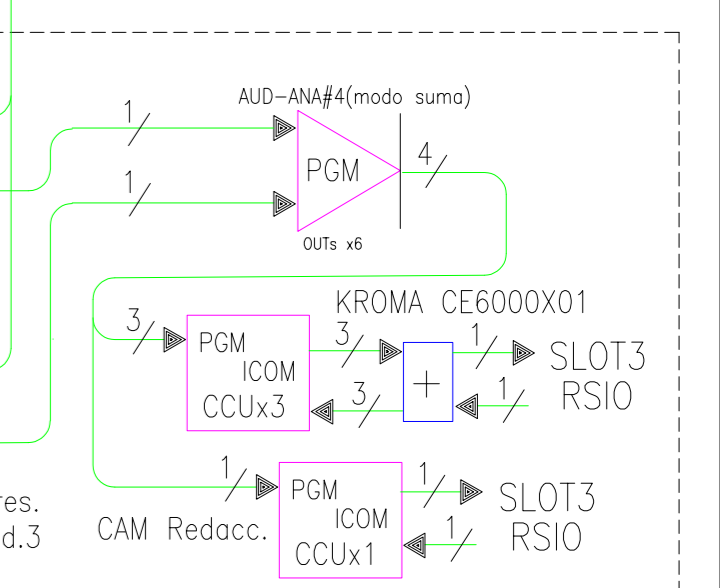 AUD-ANA#4(modo suma)
1
PGM
4
1
OUTs x6
KROMA CE6000X01
3
PGM
ICOM
CCUx3
3
3
+
1
1
SLOT3
RSIO
1
PGM
ICOM
CCUx1
1
1
SLOT3
RSIO
CAM Redacc.
res.
d.3